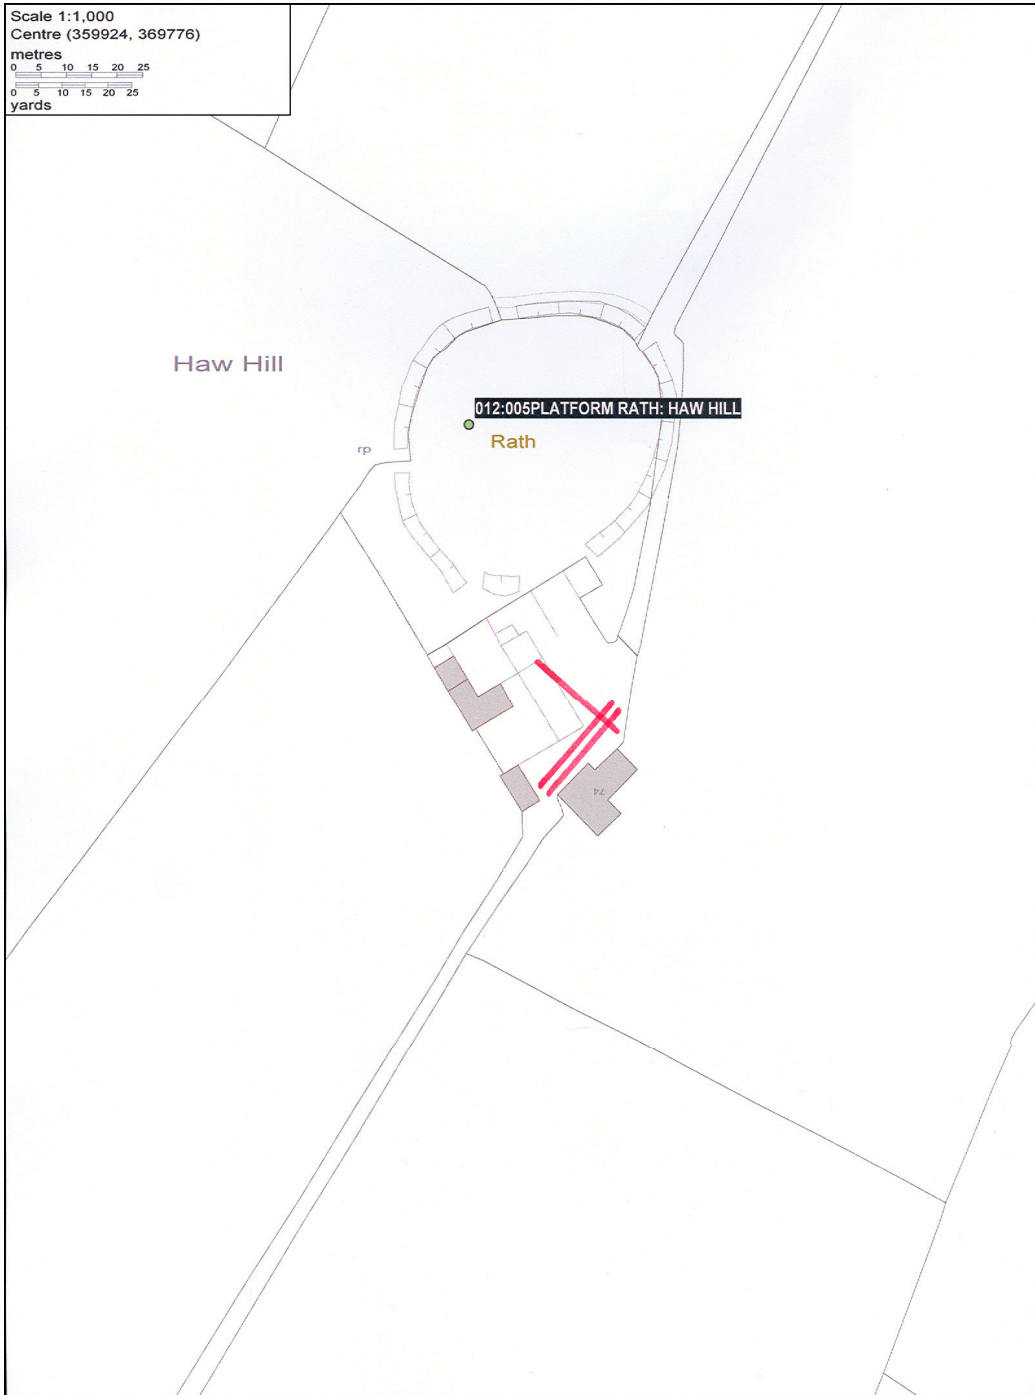 Scale 1:1,000
Centre (359924, 369776)
metres
0 5 10 15 20 25
0 5 10 15 20 25
yards
Haw Hill
012:005PLATFORM RATH: HAW HILL
Rath
rp
74